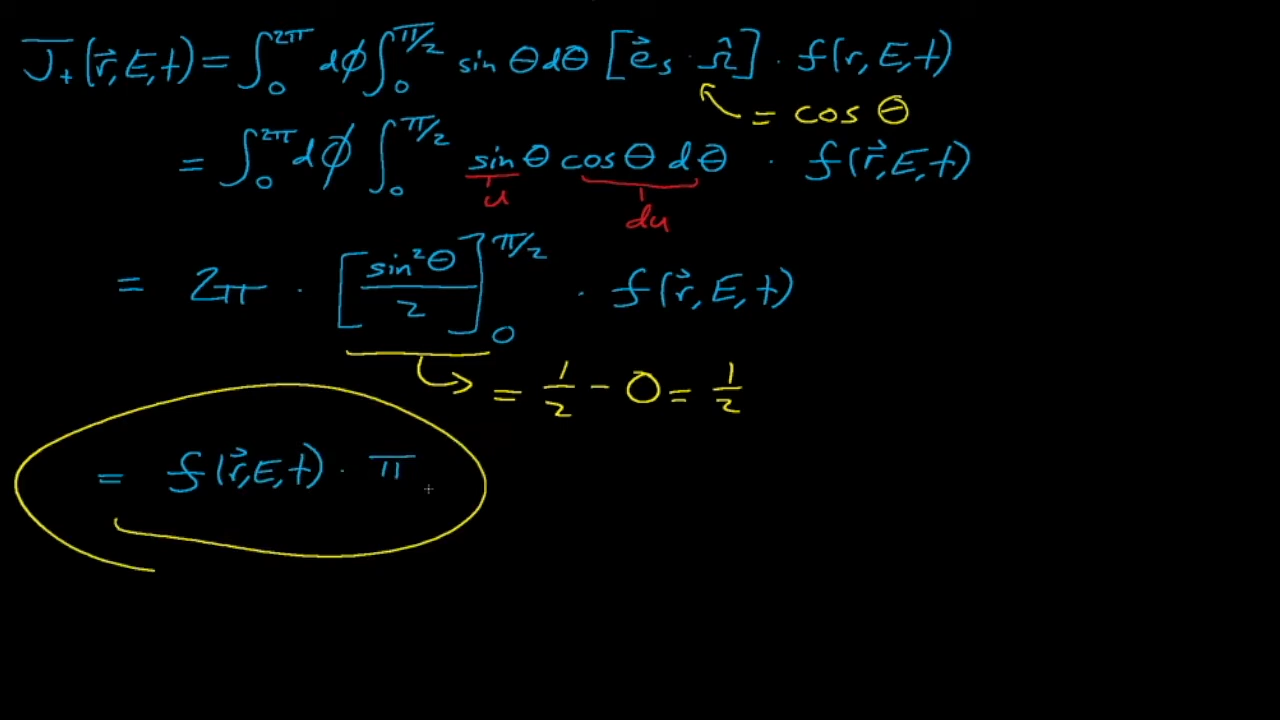 J₊(r⃗,E,t) = ∫₀^2π dϕ ∫₀^π/2 sin θ dθ [e⃗ₛ · Ω̂] · f(r,E,t)
= cos θ
= ∫₀^2π dϕ ∫₀^π/2 sin θ cos θ dθ · f(r⃗,E,t)
u du
= 2π · [sin²θ/2]₀^π/2 · f(r⃗,E,t)
= 1/2 − 0 = 1/2
= f(r⃗,E,t) · π